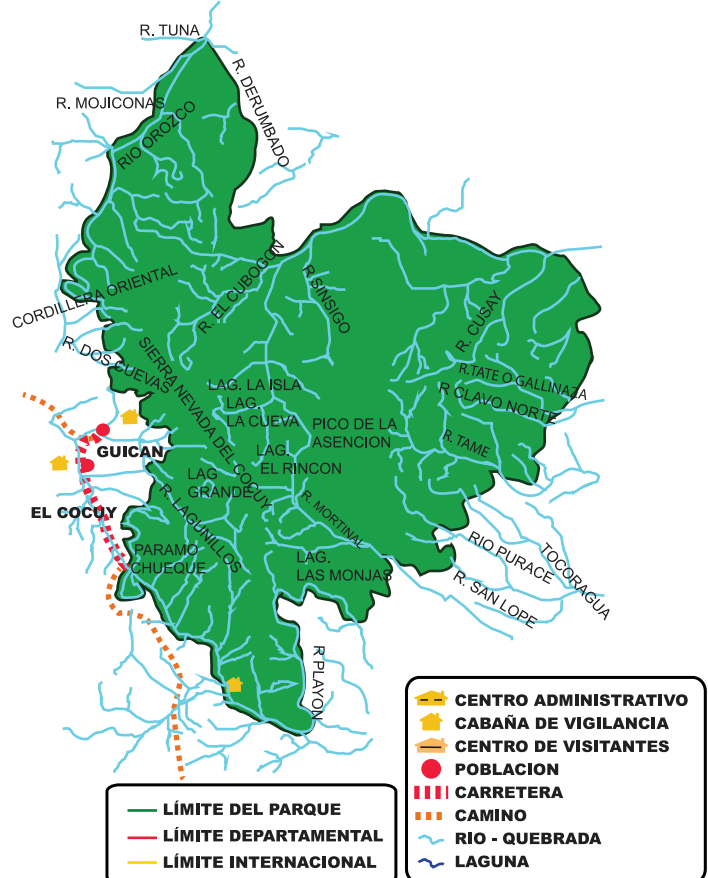 R. TUNA
R. DERUMBADO
R. MOJICONAS
RIO OROZCO
CORDILLERA ORIENTAL
R. EL CUBOGON
R SINSIGO
R. CUSAY
R. DOS CUEVAS
SIERRA NEVADA DEL COCUY
R.TATE O GALLINAZA
R CLAVO NORTE
LAG. LA ISLA
LAG.
LA CUEVA
PICO DE LA
ASENCION
R. TAME
GUICAN
LAG.
EL RINCON
LAG
GRANDE
EL COCUY
R. LAGUNILLOS
R. MORTINAL
PARAMO
CHUEQUE
LAG.
LAS MONJAS
RIO PURACE
TOCORAGUA
R. SAN LOPE
R PLAYON
LÍMITE DEL PARQUE
LÍMITE DEPARTAMENTAL
LÍMITE INTERNACIONAL
CENTRO ADMINISTRATIVO
CABAÑA DE VIGILANCIA
CENTRO DE VISITANTES
POBLACION
CARRETERA
CAMINO
RIO - QUEBRADA
LAGUNA